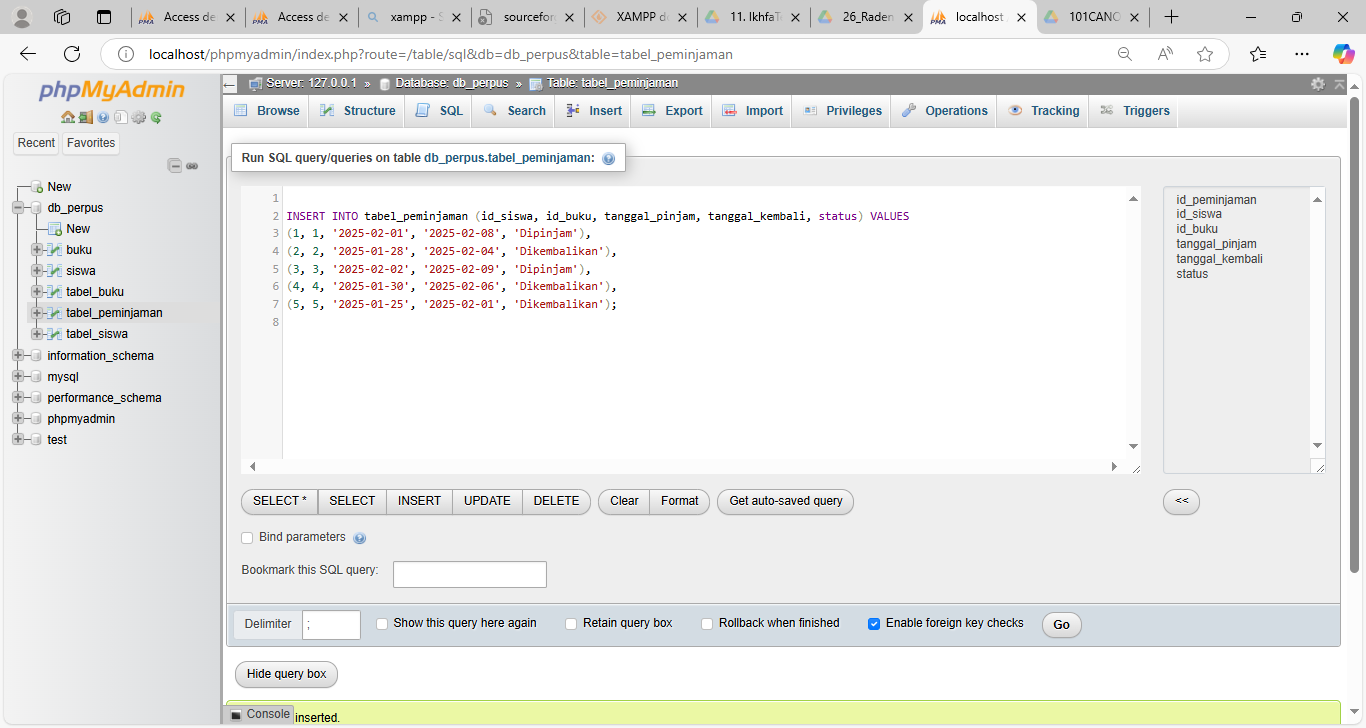 Access de
Access de
xampp - S
sourcefor
XAMPP d
11. IkhfaTu
26_Raden
localhost
101CANO
localhost/phpmyadmin/index.php?route=/table/sql&db=db_perpus&table=tabel_peminjaman
phpMyAdmin
Recent
Favorites
New
db_perpus
New
buku
siswa
tabel_buku
tabel_peminjaman
tabel_siswa
information_schema
mysql
performance_schema
phpmyadmin
test
Server: 127.0.0.1 » Database: db_perpus » Table: tabel_peminjaman
Browse
Structure
SQL
Search
Insert
Export
Import
Privileges
Operations
Tracking
Triggers
Run SQL query/queries on table db_perpus.tabel_peminjaman:
1
2 INSERT INTO tabel_peminjaman (id_siswa, id_buku, tanggal_pinjam, tanggal_kembali, status) VALUES
3 (1, 1, '2025-02-01', '2025-02-08', 'Dipinjam'),
4 (2, 2, '2025-01-28', '2025-02-04', 'Dikembalikan'),
5 (3, 3, '2025-02-02', '2025-02-09', 'Dipinjam'),
6 (4, 4, '2025-01-30', '2025-02-06', 'Dikembalikan'),
7 (5, 5, '2025-01-25', '2025-02-01', 'Dikembalikan');
8
id_peminjaman
id_siswa
id_buku
tanggal_pinjam
tanggal_kembali
status
SELECT *
SELECT
INSERT
UPDATE
DELETE
Clear
Format
Get auto-saved query
<<
Bind parameters
Bookmark this SQL query:
Delimiter
;
Show this query here again
Retain query box
Rollback when finished
Enable foreign key checks
Go
Hide query box
Console
inserted.